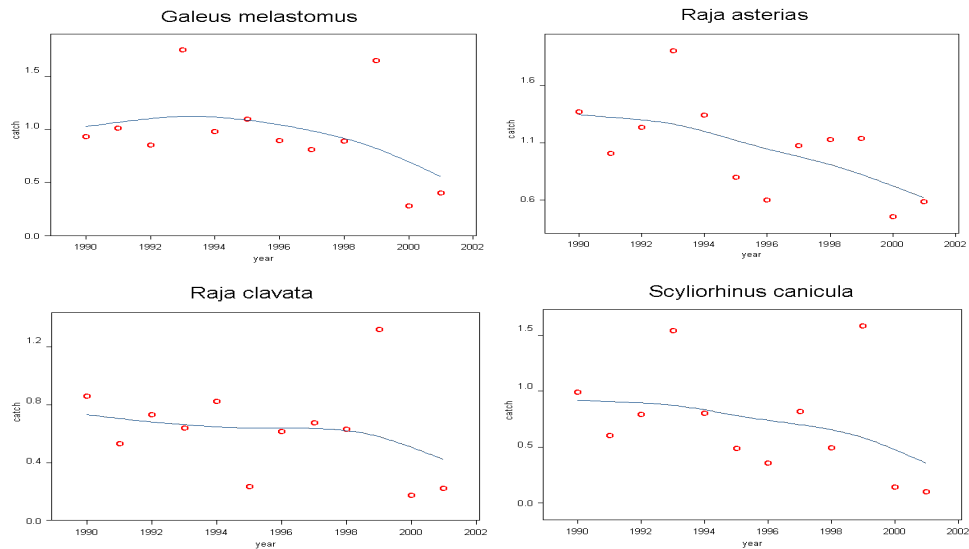 Galeus melastomus
catch
1.5
1.0
0.5
0.0
1990 1992 1994 1996 1998 2000 2002
year
Raja asterias
catch
1.6
1.1
0.6
1990 1992 1994 1996 1998 2000 2002
year
Raja clavata
catch
1.2
0.8
0.4
0.0
1990 1992 1994 1996 1998 2000 2002
year
Scyliorhinus canicula
catch
1.5
1.0
0.5
0.0
1990 1992 1994 1996 1998 2000 2002
year